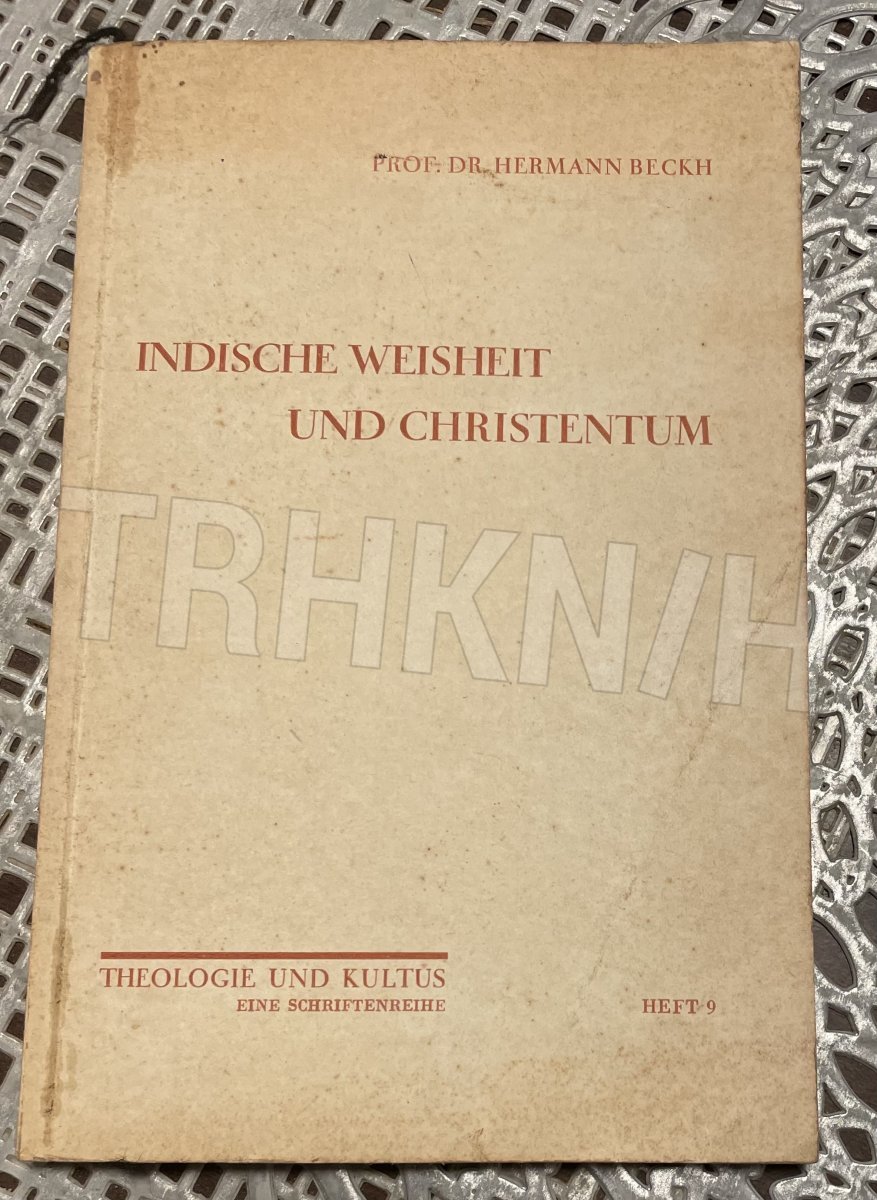 PROF. DR. HERMANN BECKH
INDISCHE WEISHEIT
UND CHRISTENTUM
TRHKN/H
THEOLOGIE UND KULTUS
EINE SCHRIFTENREIHE
HEFT 9